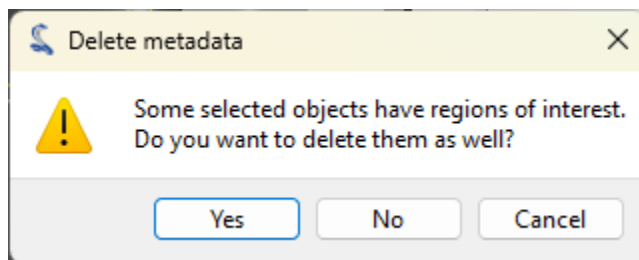 Delete metadata
Some selected objects have regions of interest.
Do you want to delete them as well?
Yes
No
Cancel